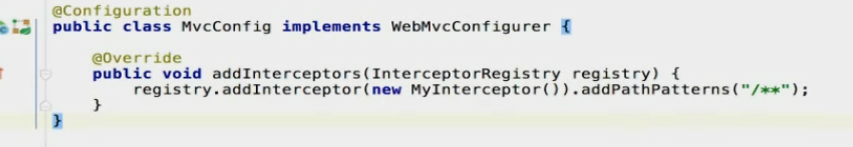 @Configuration
public class MvcConfig implements WebMvcConfigurer {
@Override
public void addInterceptors(InterceptorRegistry registry) {
registry.addInterceptor(new MyInterceptor()).addPathPatterns("/**");
}
}